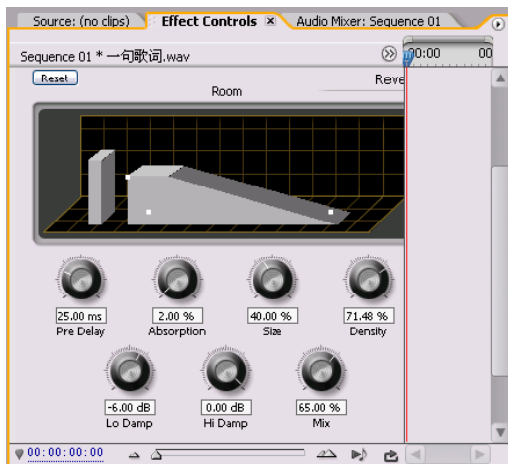 Source: (no clips) Effect Controls × Audio Mixer: Sequence 01
Sequence 01 * 一句歌词.wav
:00:00 00
Reset Reve
Room
25.00 ms 2.00 % 40.00 % 71.48 %
Pre Delay Absorption Size Density
-6.00 dB 0.00 dB 65.00 %
Lo Damp Hi Damp Mix
00:00:00:00